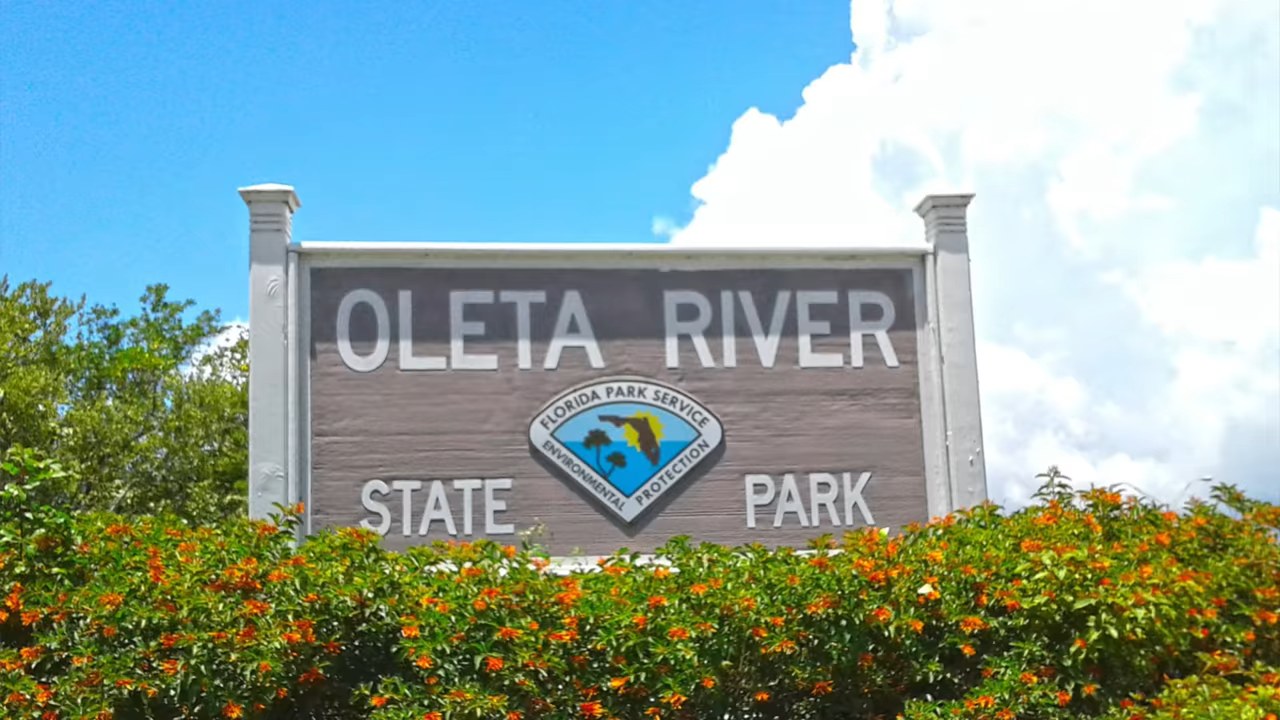 OLETA RIVER
FLORIDA PARK SERVICE
ENVIRONMENTAL PROTECTION
STATE PARK